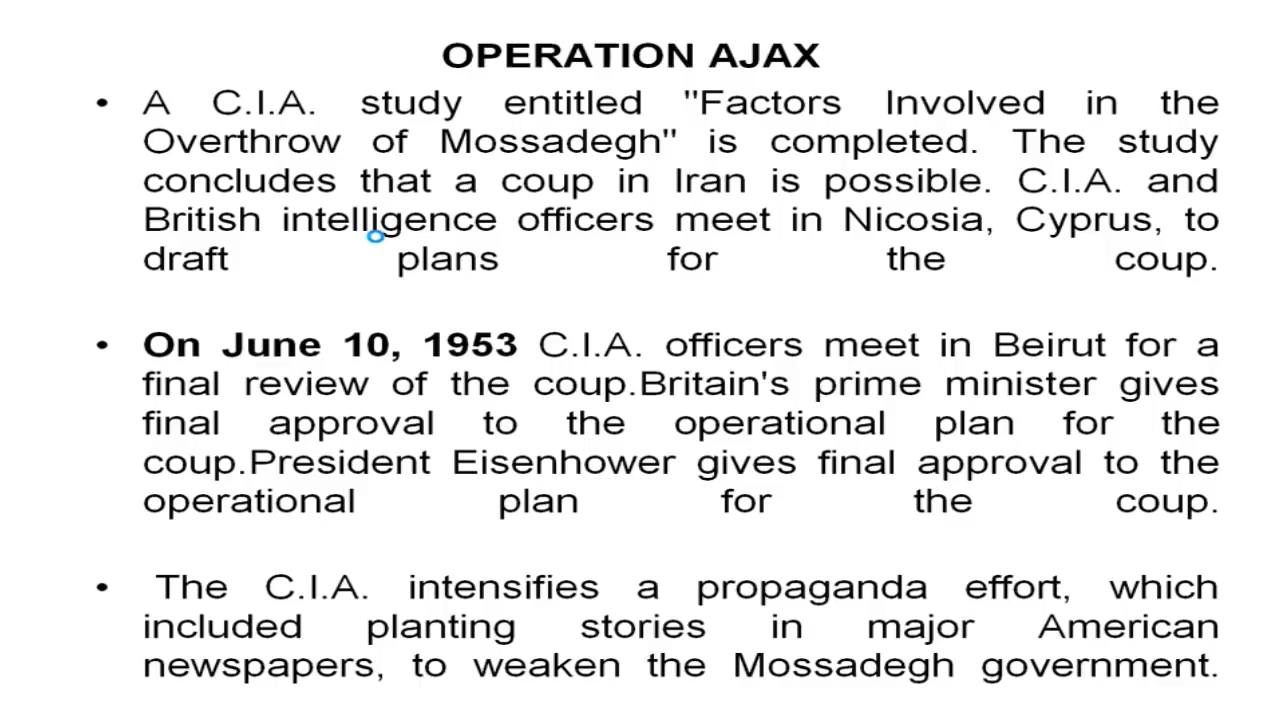 OPERATION AJAX
• A C.I.A. study entitled "Factors Involved in the
Overthrow of Mossadegh" is completed. The study
concludes that a coup in Iran is possible. C.I.A. and
British intelligence officers meet in Nicosia, Cyprus, to
draft plans for the coup.
• On June 10, 1953 C.I.A. officers meet in Beirut for a
final review of the coup.Britain's prime minister gives
final approval to the operational plan for the
coup.President Eisenhower gives final approval to the
operational plan for the coup.
• The C.I.A. intensifies a propaganda effort, which
included planting stories in major American
newspapers, to weaken the Mossadegh government.